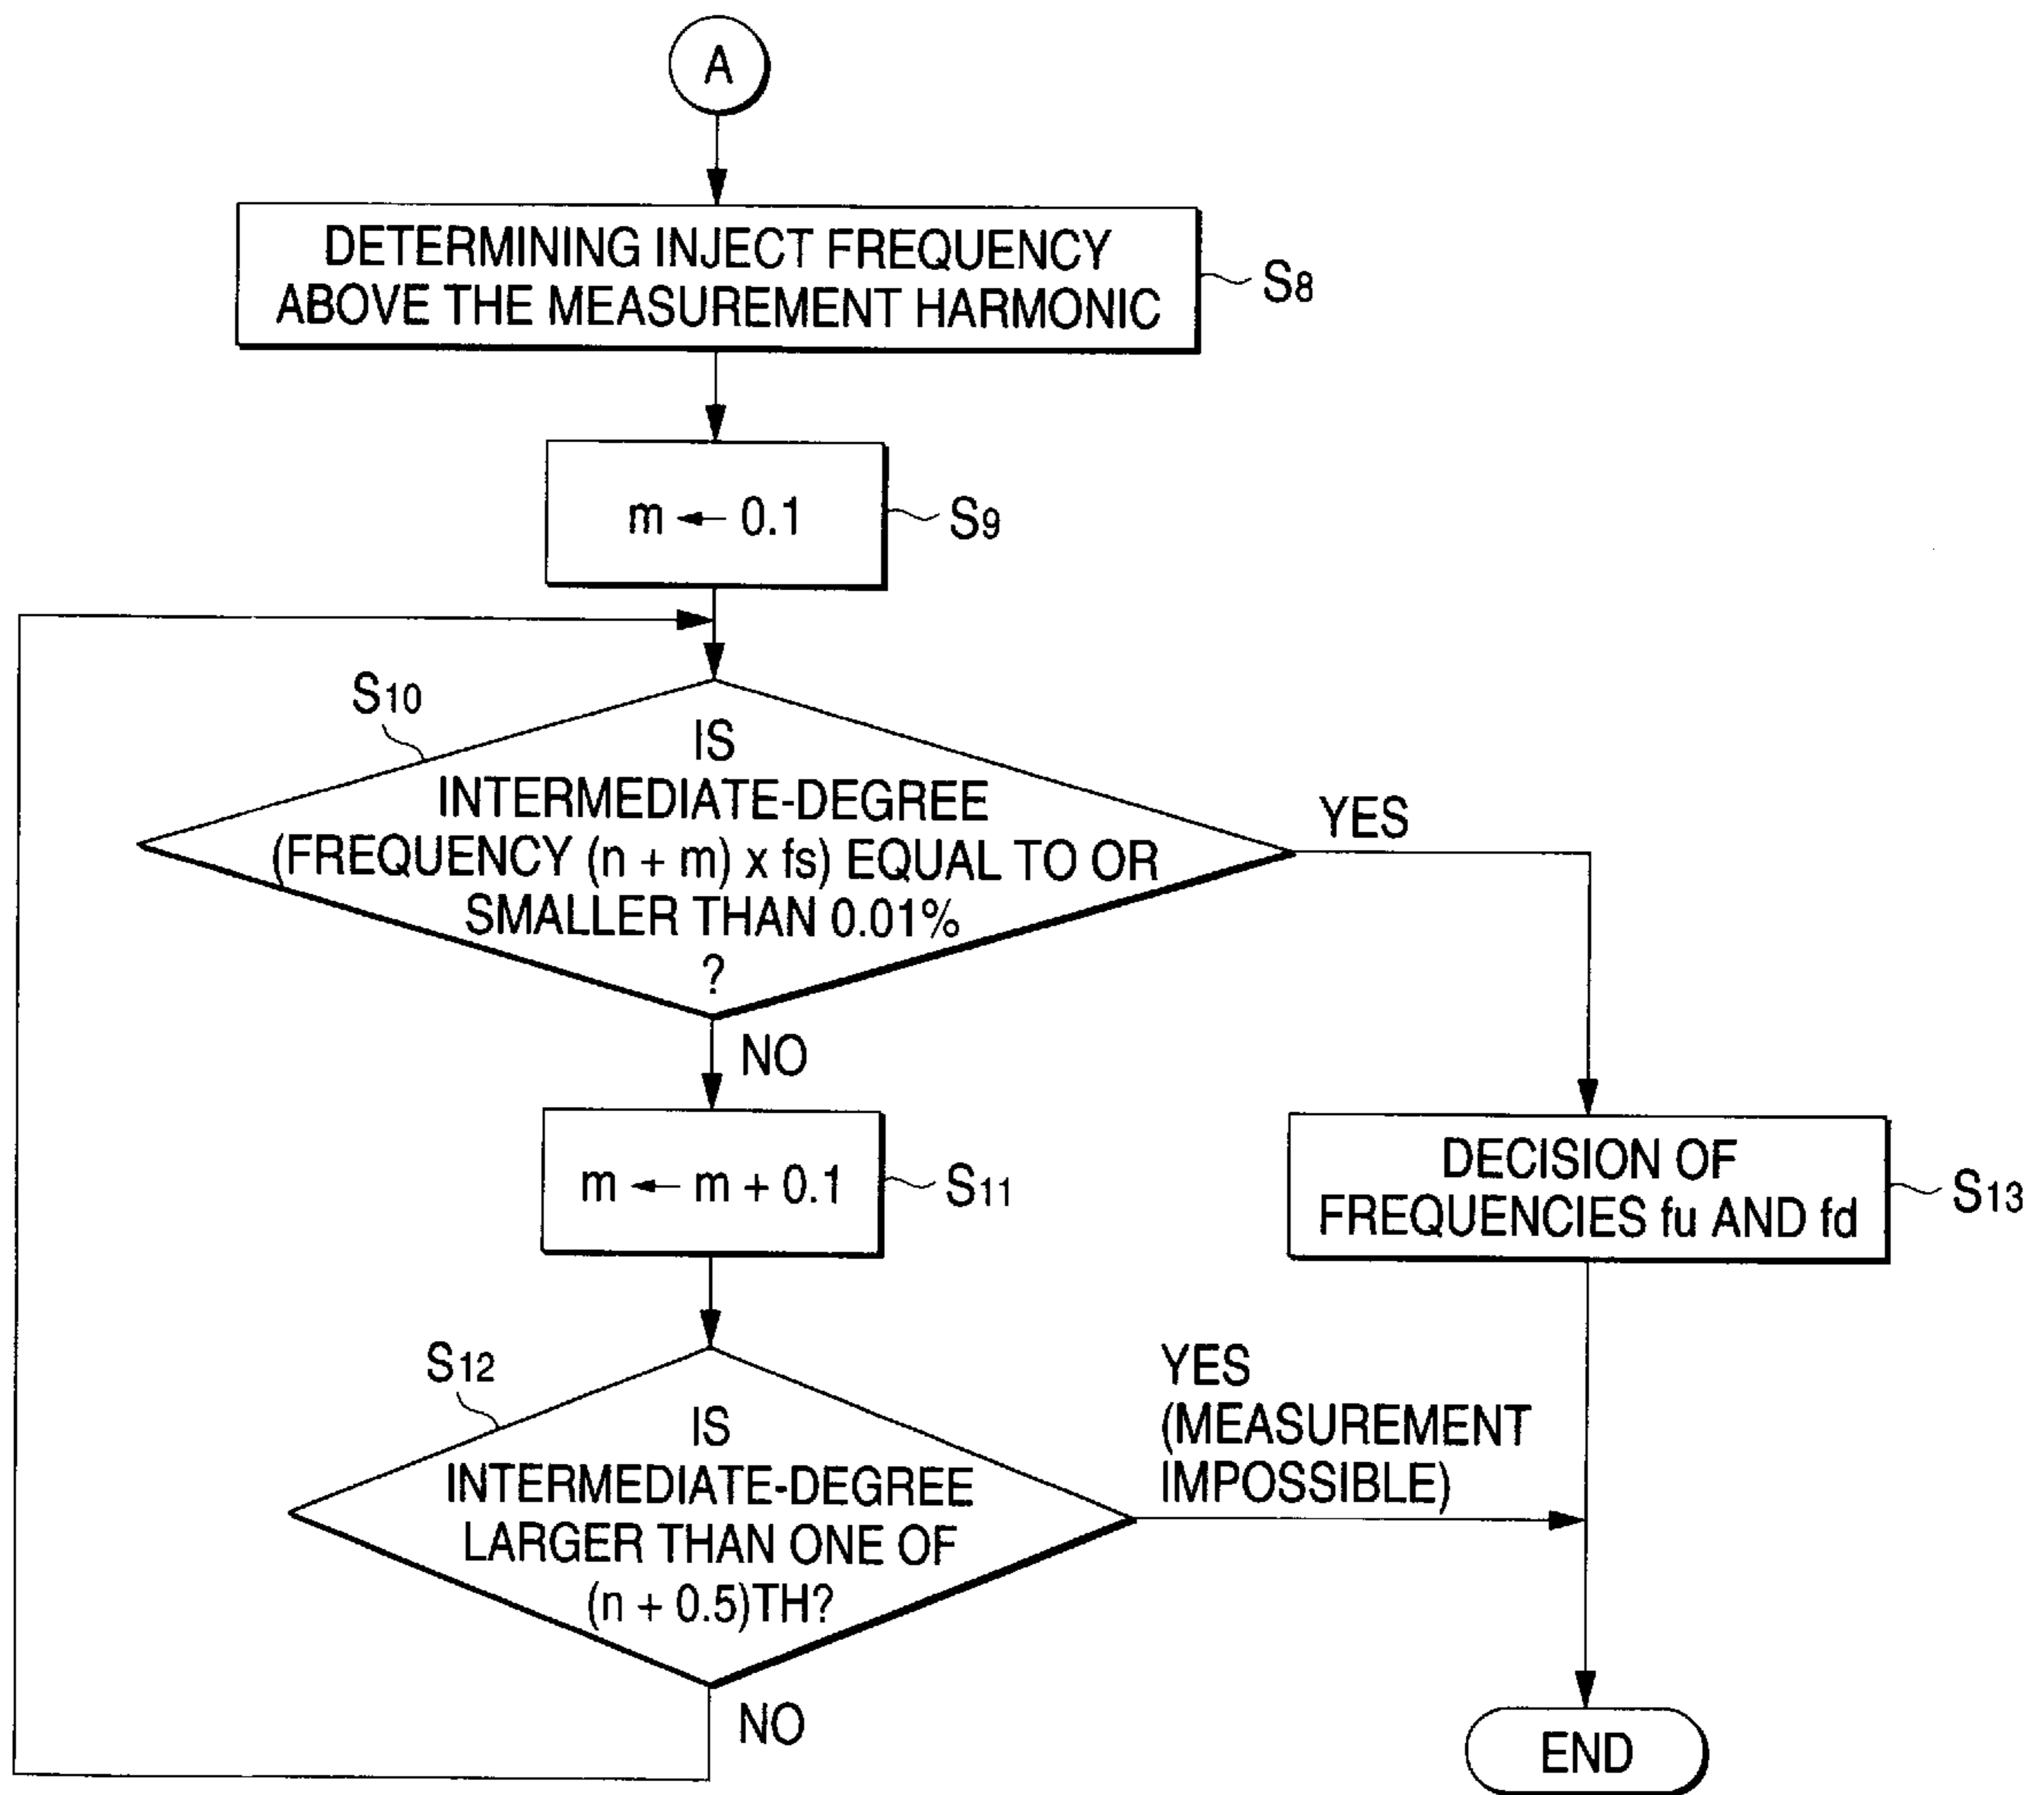 A
DETERMINING INJECT FREQUENCY
ABOVE THE MEASUREMENT HARMONIC
S8
m ← 0.1
S9
S10
IS
INTERMEDIATE-DEGREE
(FREQUENCY (n + m) x fs) EQUAL TO OR
SMALLER THAN 0.01%
?
YES
NO
m ← m + 0.1
S11
DECISION OF
FREQUENCIES fu AND fd
S13
S12
IS
INTERMEDIATE-DEGREE
LARGER THAN ONE OF
(n + 0.5)TH?
YES
(MEASUREMENT
IMPOSSIBLE)
NO
END